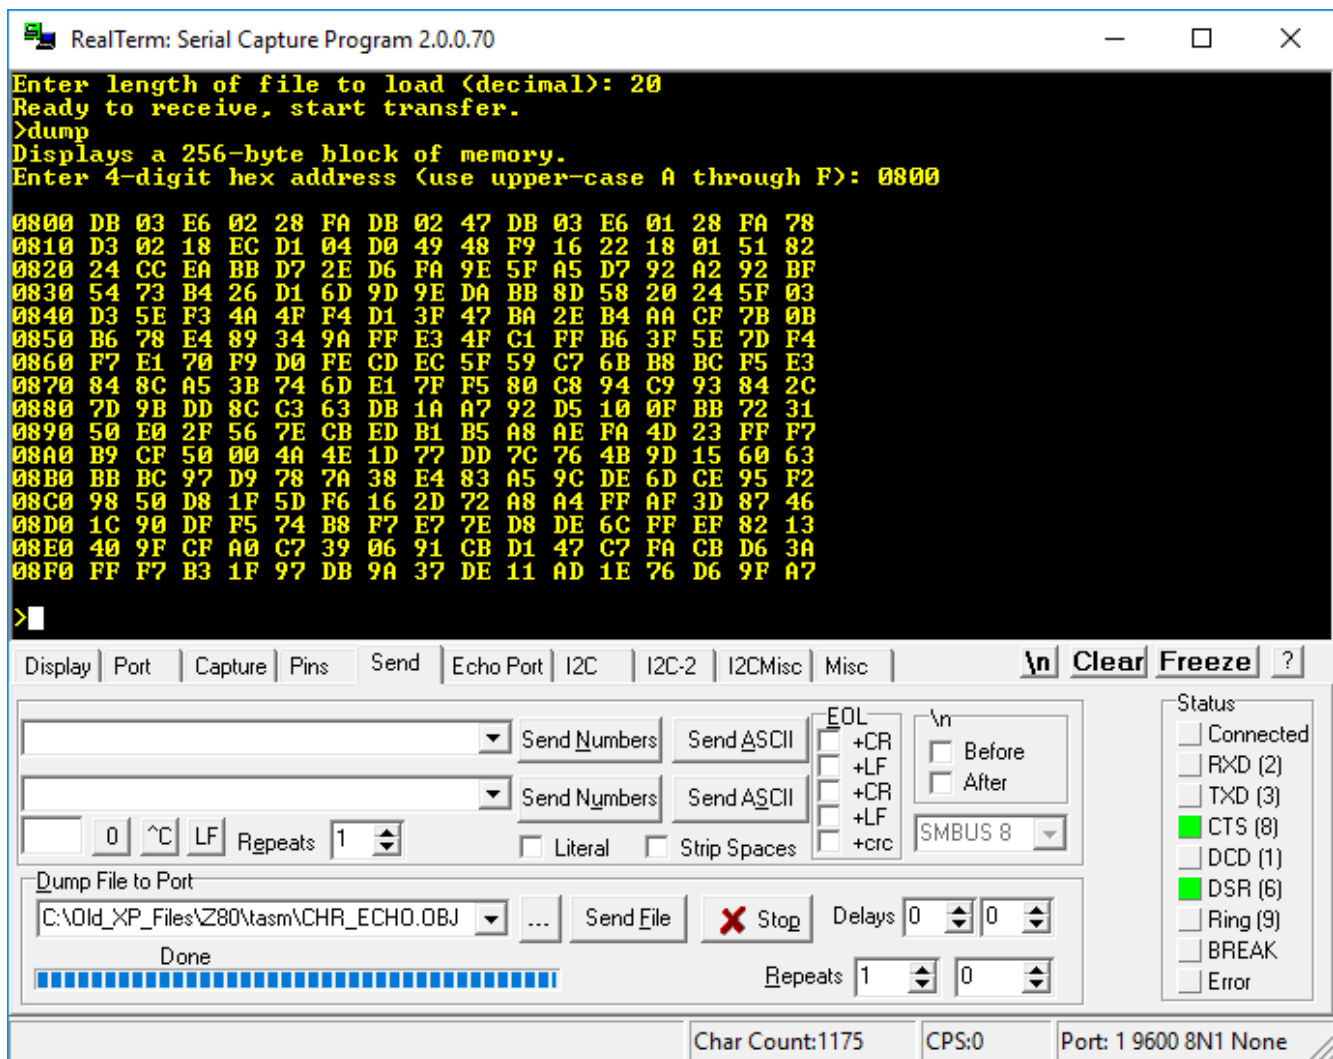 RealTerm: Serial Capture Program 2.0.0.70
Enter length of file to load (decimal): 20
Ready to receive, start transfer.
>dump
Displays a 256-byte block of memory.
Enter 4-digit hex address (use upper-case A through F): 0800
0800 DB 03 E6 02 28 FA DB 02 47 DB 03 E6 01 28 FA 78
0810 D3 02 18 EC D1 04 D0 49 48 F9 16 22 18 01 51 82
0820 24 CC EA BB D7 2E D6 FA 9E 5F A5 D7 92 A2 92 BF
0830 54 73 B4 26 D1 6D 9D 9E DA BB 8D 58 20 24 5F 03
0840 D3 5E F3 4A 4F F4 D1 3F 47 BA 2E B4 AA CF 7B 0B
0850 B6 78 E4 89 34 9A FF E3 4F C1 FF B6 3F 5E 7D F4
0860 F7 E1 70 F9 D0 FE CD EC 5F 59 C7 6B B8 BC F5 E3
0870 84 8C A5 3B 74 6D E1 7F F5 80 C8 94 C9 93 84 2C
0880 7D 9B DD 8C C3 63 DB 1A A7 92 D5 10 0F BB 72 31
0890 50 E0 2F 56 7E CB ED B1 B5 A8 AE FA 4D 23 FF F7
08A0 B9 CF 50 00 4A 4E 1D 77 DD 7C 76 4B 9D 15 60 63
08B0 BB BC 97 D9 78 7A 38 E4 83 A5 9C DE 6D CE 95 F2
08C0 98 50 D8 1F 5D F6 16 2D 72 A8 A4 FF AF 3D 87 46
08D0 1C 90 DF F5 74 B8 F7 E7 7E D8 DE 6C FF EF 82 13
08E0 40 9F CF A0 C7 39 06 91 CB D1 47 C7 FA CB D6 3A
08F0 FF F7 B3 1F 97 DB 9A 37 DE 11 AD 1E 76 D6 9F A7
>
Display Port Capture Pins Send Echo Port I2C I2C-2 I2CMisc Misc \n Clear Freeze ?
EOL \n Status
Send Numbers Send ASCII +CR Before Connected
+LF After RXD (2)
Send Numbers Send ASCII +CR TXD (3)
+LF CTS (8)
0 ^C LF Repeats 1 Literal Strip Spaces +crc SMBUS 8 DCD (1)
Dump File to Port DSR (6)
C:\Old_XP_Files\Z80\tasm\CHR_ECHO.OBJ ... Send File Stop Delays 0 0 Ring (9)
Done BREAK
Repeats 1 0 Error
Char Count:1175 CPS:0 Port: 1 9600 8N1 None